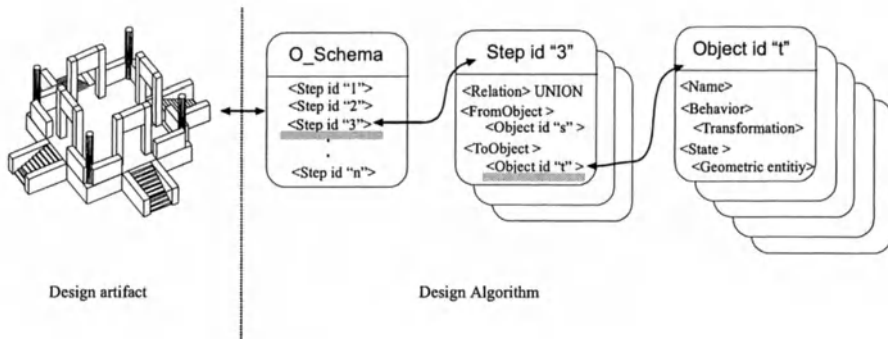 O_Schema
<Step id “1”>
<Step id “2”>
<Step id “3”>
.
.
<Step id “n”>
Step id “3”
<Relation> UNION
<FromObject
<Object id “s” >
<ToObject >
<Object id “t” >
Object id “t”
<Name>
<Behavior>
<Transformation>
<State >
<Geometric entitiy>
Design artifact
Design Algorithm